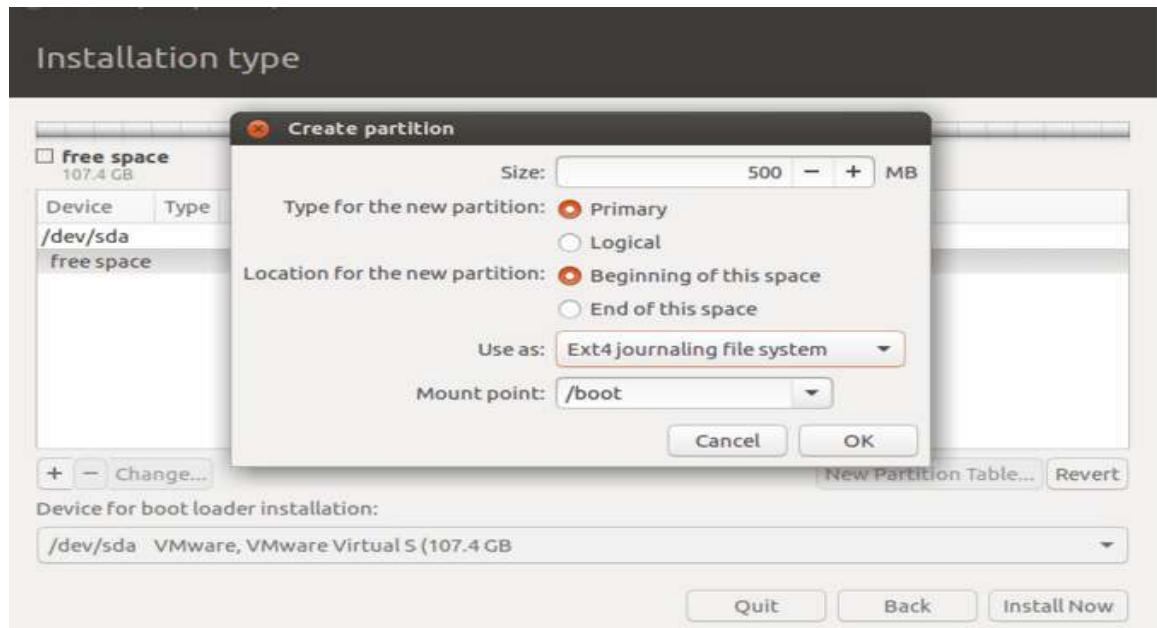 Installation type
Create partition
free space
107.4 GB
Size: 500 − + MB
Device Type
Type for the new partition: Primary
/dev/sda
Logical
free space
Location for the new partition: Beginning of this space
End of this space
Use as: Ext4 journaling file system
Mount point: /boot
Cancel OK
+ − Change... New Partition Table... Revert
Device for boot loader installation:
/dev/sda VMware, VMware Virtual S (107.4 GB
Quit Back Install Now